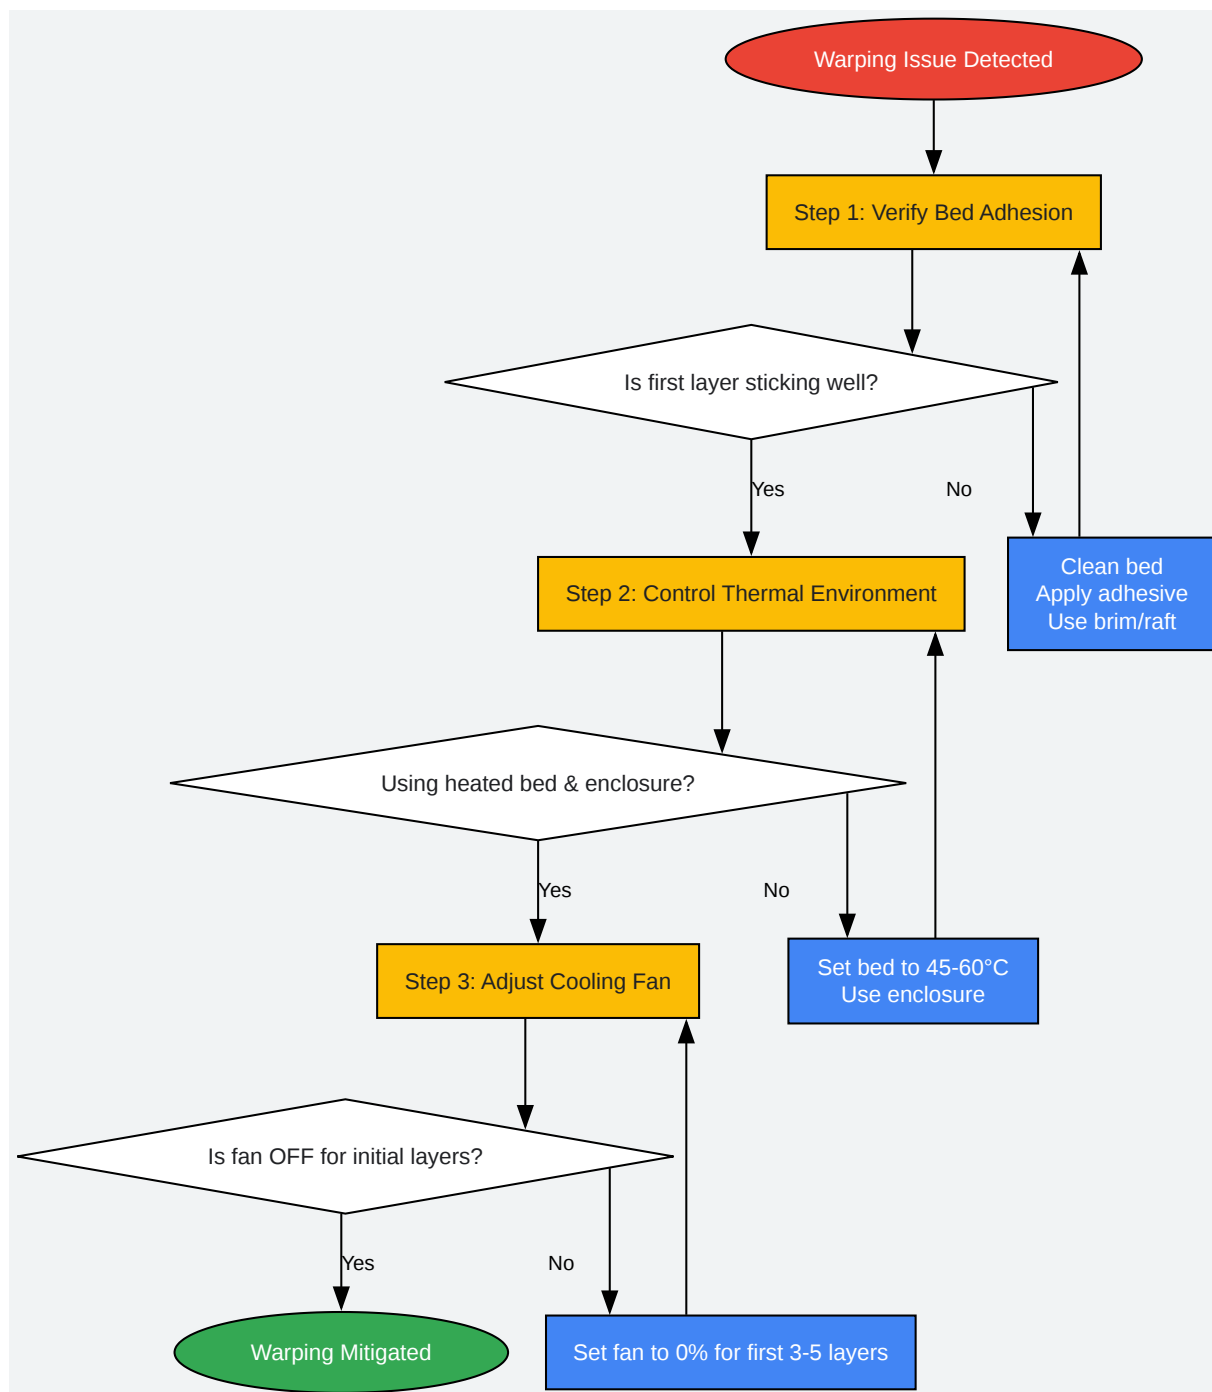 Warping Issue Detected
Step 1: Verify Bed Adhesion
Is first layer sticking well?
Yes
No
Clean bed
Apply adhesive
Use brim/raft
Step 2: Control Thermal Environment
Using heated bed & enclosure?
Yes
No
Set bed to 45-60°C
Use enclosure
Step 3: Adjust Cooling Fan
Is fan OFF for initial layers?
Yes
No
Warping Mitigated
Set fan to 0% for first 3-5 layers